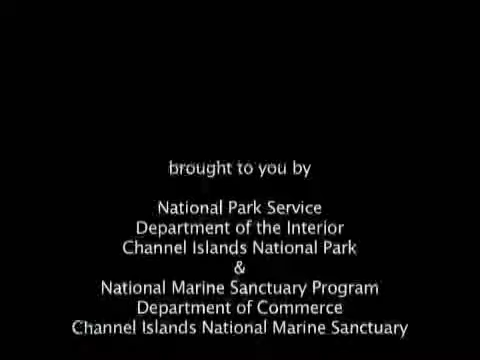 brought to you by
National Park Service
Department of the Interior
Channel Islands National Park
&
National Marine Sanctuary Program
Department of Commerce
Channel Islands National Marine Sanctuary